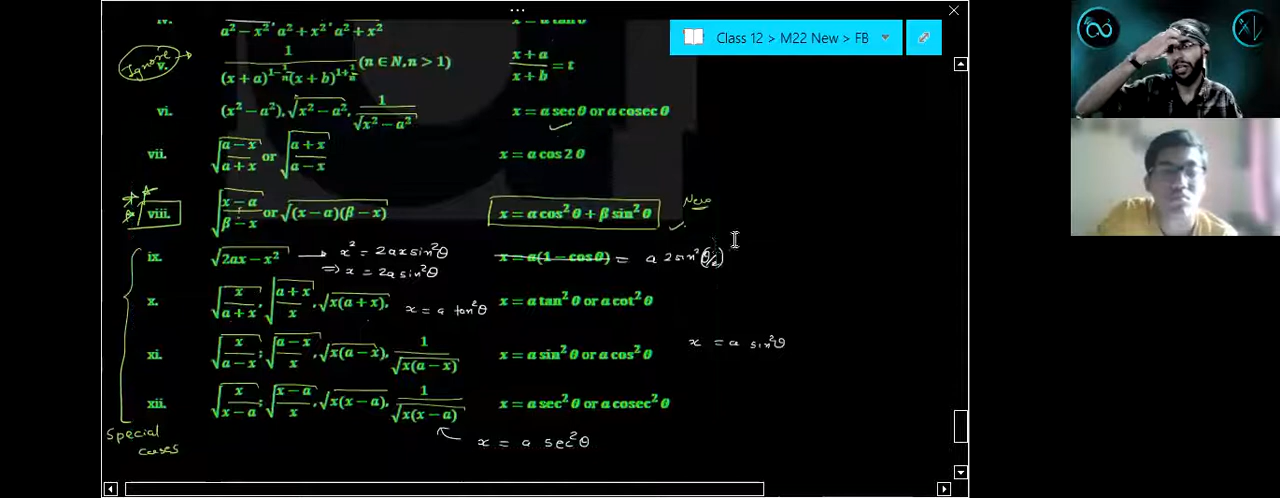 iv. a² − x², a² + x², a² + x² x = a tan θ
Class 12 > M22 New > FB
Ignore → v. 1/((x + a)^(1−1/n) (x + b)^(1+1/n)) (n ∈ N, n > 1) (x + a)/(x + b) = t
vi. (x² − a²), √(x² − a²), 1/√(x² − a²) x = a sec θ or a cosec θ
vii. √((a − x)/(a + x)) or √((a + x)/(a − x)) x = a cos 2 θ
viii. √((x − α)/(β − x)) or √((x − α)(β − x)) x = α cos² θ + β sin² θ New
ix. √(2ax − x²) → x² = 2ax sin²θ x = a(1 − cos θ) = a 2 sin²(θ/2)
⇒ x = 2a sin²θ
x. √(x/(a + x)), √((a + x)/x), √(x(a + x)), x = a tan²θ x = a tan² θ or a cot² θ
x = a sin²θ
xi. √(x/(a − x)); √((a − x)/x), √(x(a − x)), 1/√(x(a − x)) x = a sin² θ or a cos² θ
xii. √(x/(x − a)); √((x − a)/x), √(x(x − a)), 1/√(x(x − a)) x = a sec² θ or a cosec² θ
Special cases
x = a sec²θ